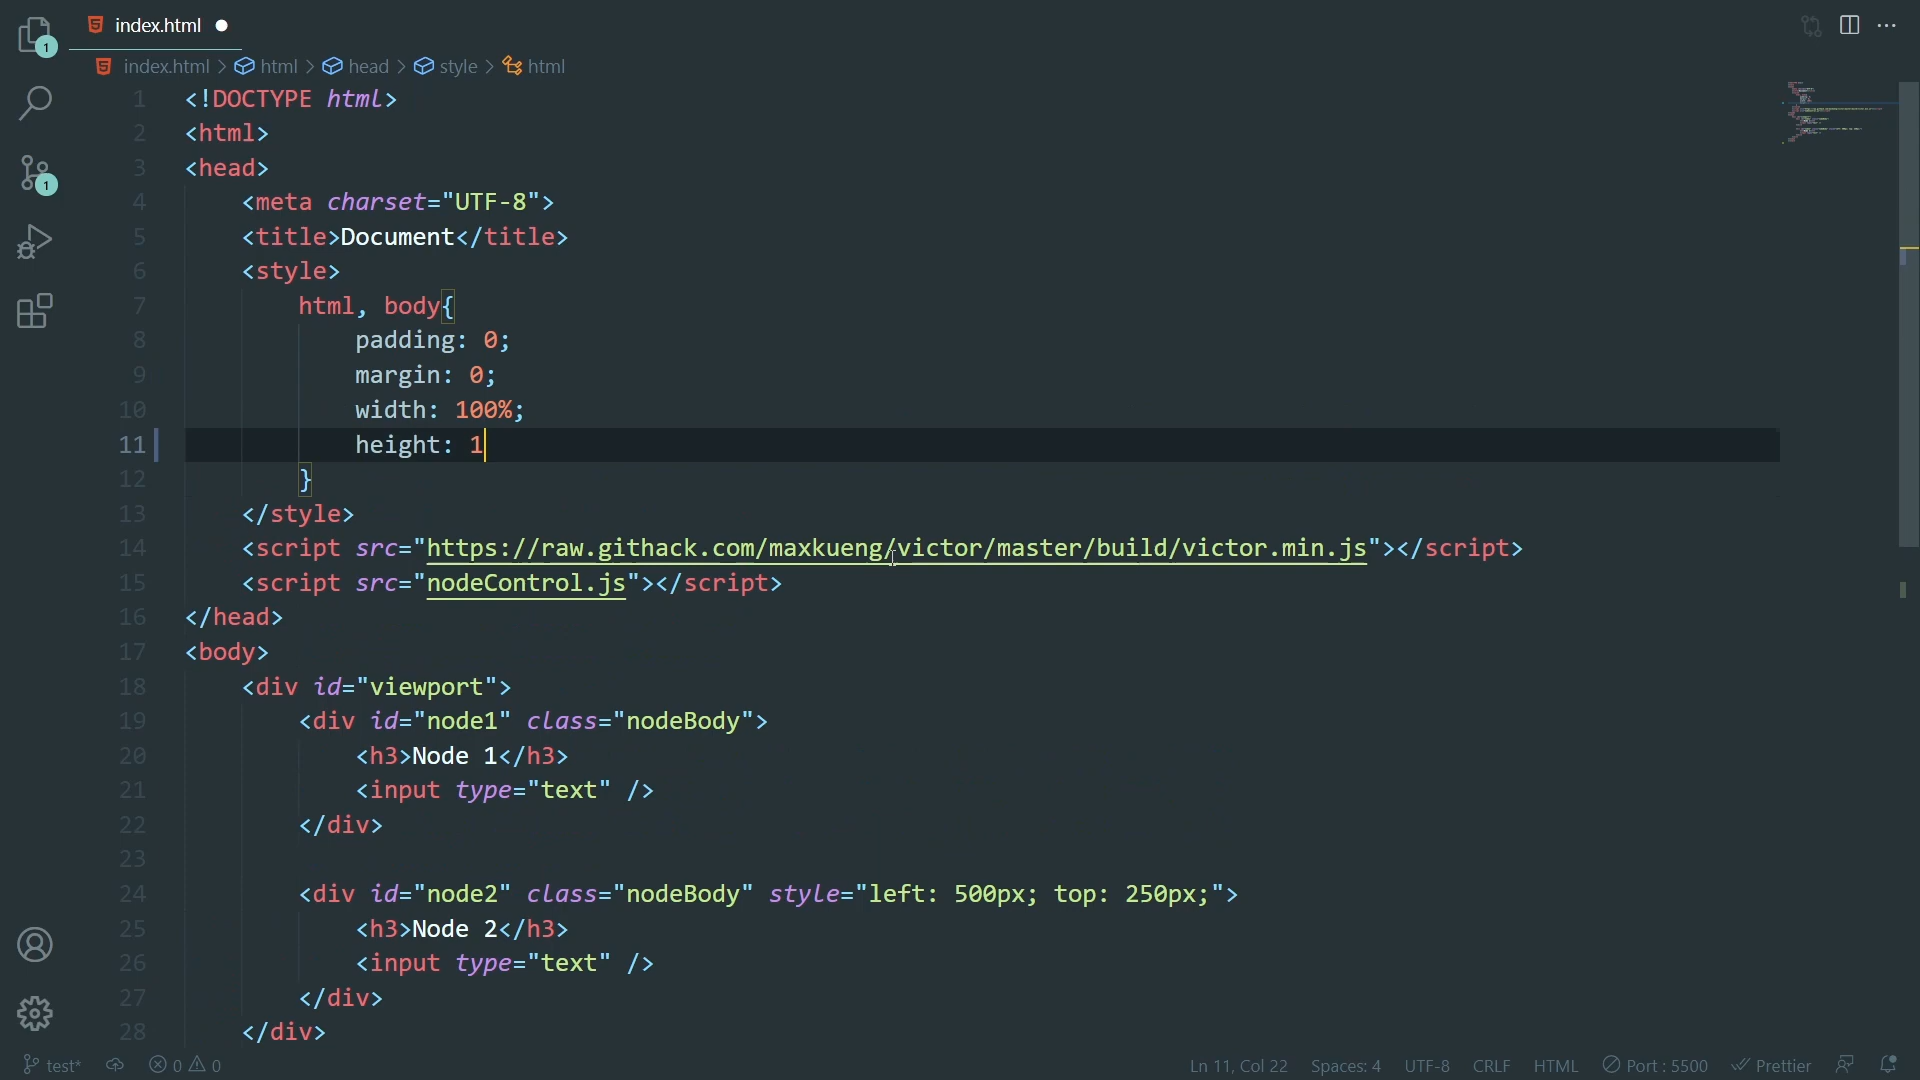 index.html
index.html > html > head > style > html
1 <!DOCTYPE html>
2 <html>
3 <head>
4 <meta charset="UTF-8">
5 <title>Document</title>
6 <style>
7 html, body{
8 padding: 0;
9 margin: 0;
10 width: 100%;
11 height: 1
12 }
13 </style>
14 <script src="https://raw.githack.com/maxkueng/victor/master/build/victor.min.js"></script>
15 <script src="nodeControl.js"></script>
16 </head>
17 <body>
18 <div id="viewport">
19 <div id="node1" class="nodeBody">
20 <h3>Node 1</h3>
21 <input type="text" />
22 </div>
23
24 <div id="node2" class="nodeBody" style="left: 500px; top: 250px;">
25 <h3>Node 2</h3>
26 <input type="text" />
27 </div>
28 </div>
1
1
test* 0 0 Ln 11, Col 22 Spaces: 4 UTF-8 CRLF HTML Port : 5500 Prettier